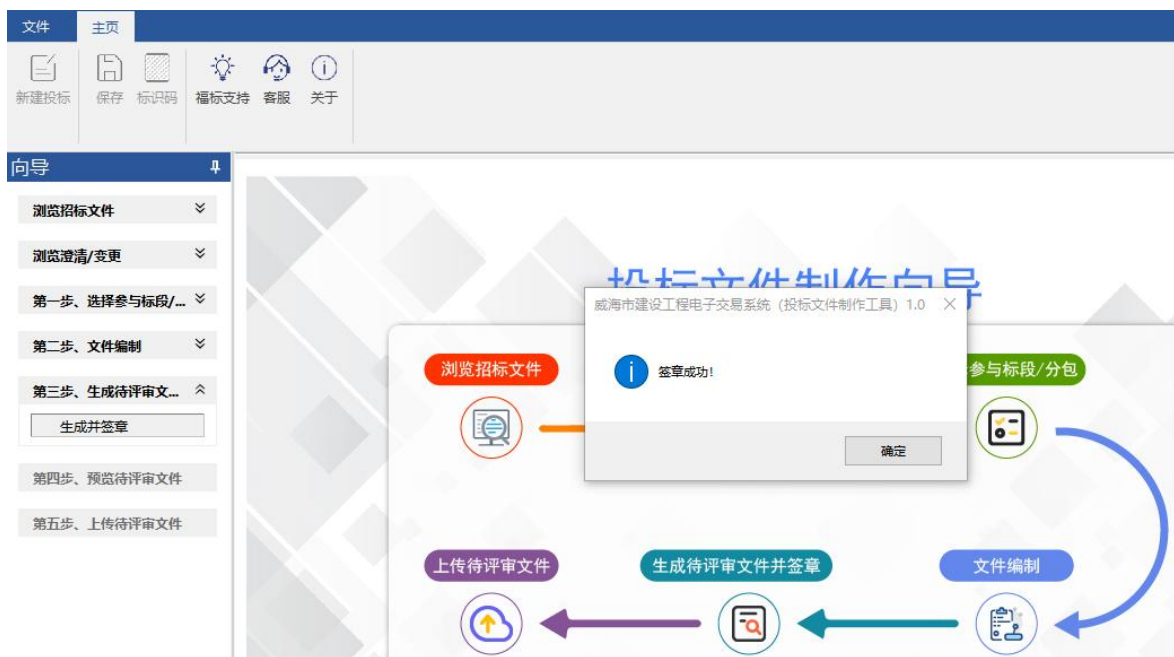 文件 主页
新建投标 保存 标识码 福标支持 客服 关于
向导
浏览招标文件
浏览澄清/变更
第一步、选择参与标段/...
第二步、文件编制
第三步、生成待评审文...
生成并签章
第四步、预览待评审文件
第五步、上传待评审文件
投标文件制作向导
威海市建设工程电子交易系统（投标文件制作工具）1.0
签章成功!
确定
浏览招标文件
参与标段/分包
上传待评审文件 生成待评审文件并签章 文件编制